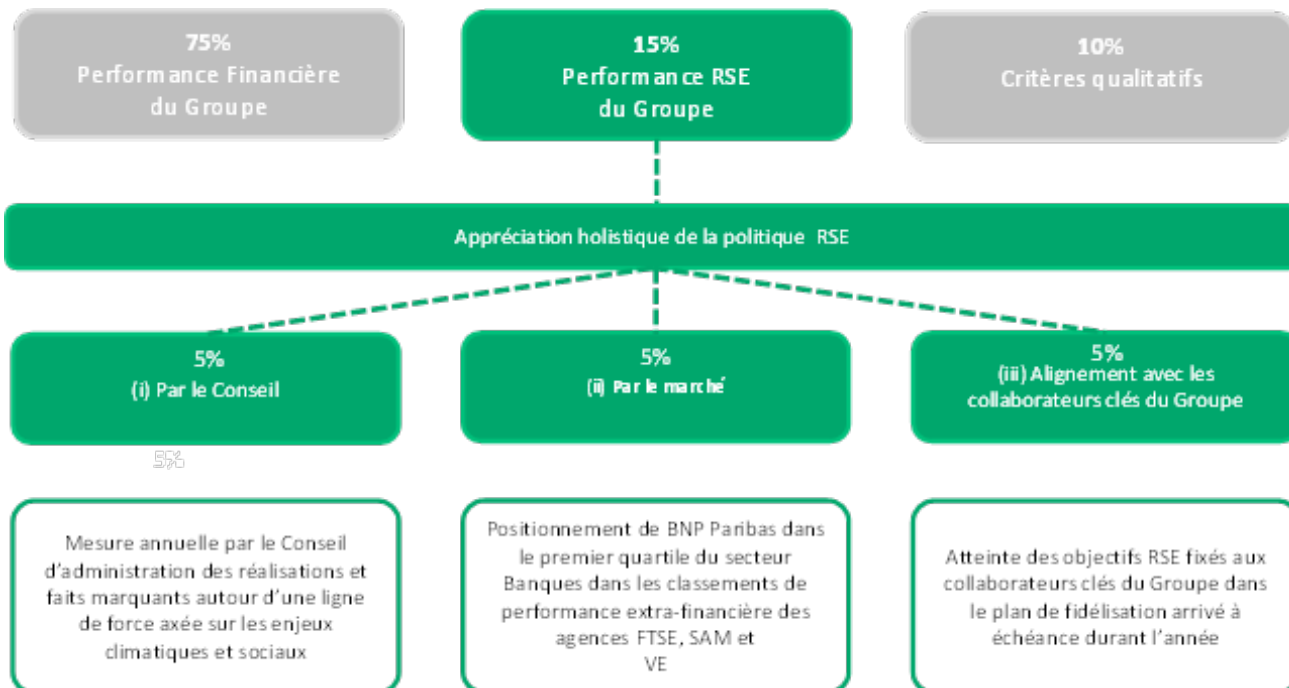 75%
Performance Financière
du Groupe
15%
Performance RSE
du Groupe
10%
Critères qualitatifs
Appréciation holistique de la politique RSE
5%
(i) Par le Conseil
5%
(ii) Par le marché
5%
(iii) Alignement avec les
collaborateurs clés du Groupe
Mesure annuelle par le Conseil
d'administration des réalisations et
faits marquants autour d'une ligne
de force axée sur les enjeux
climatiques et sociaux
Positionnement de BNP Paribas dans
le premier quartile du secteur
Banques dans les classements de
performance extra-financière des
agences FTSE, SAM et
VE
Atteinte des objectifs RSE fixés aux
collaborateurs clés du Groupe dans
le plan de fidélisation arrivé à
échéance durant l'année